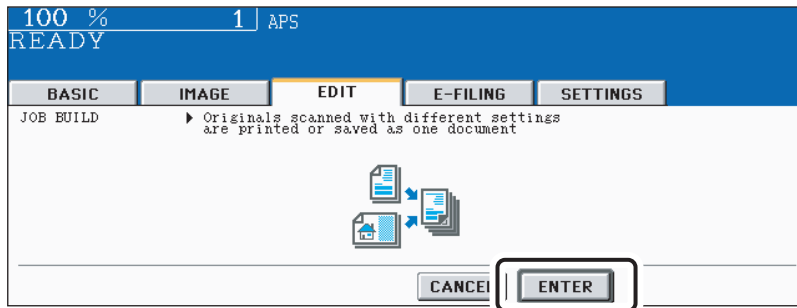 100 % 1 APS
READY
BASIC IMAGE EDIT E-FILING SETTINGS
JOB BUILD Originals scanned with different settings
are printed or saved as one document
CANCEL ENTER